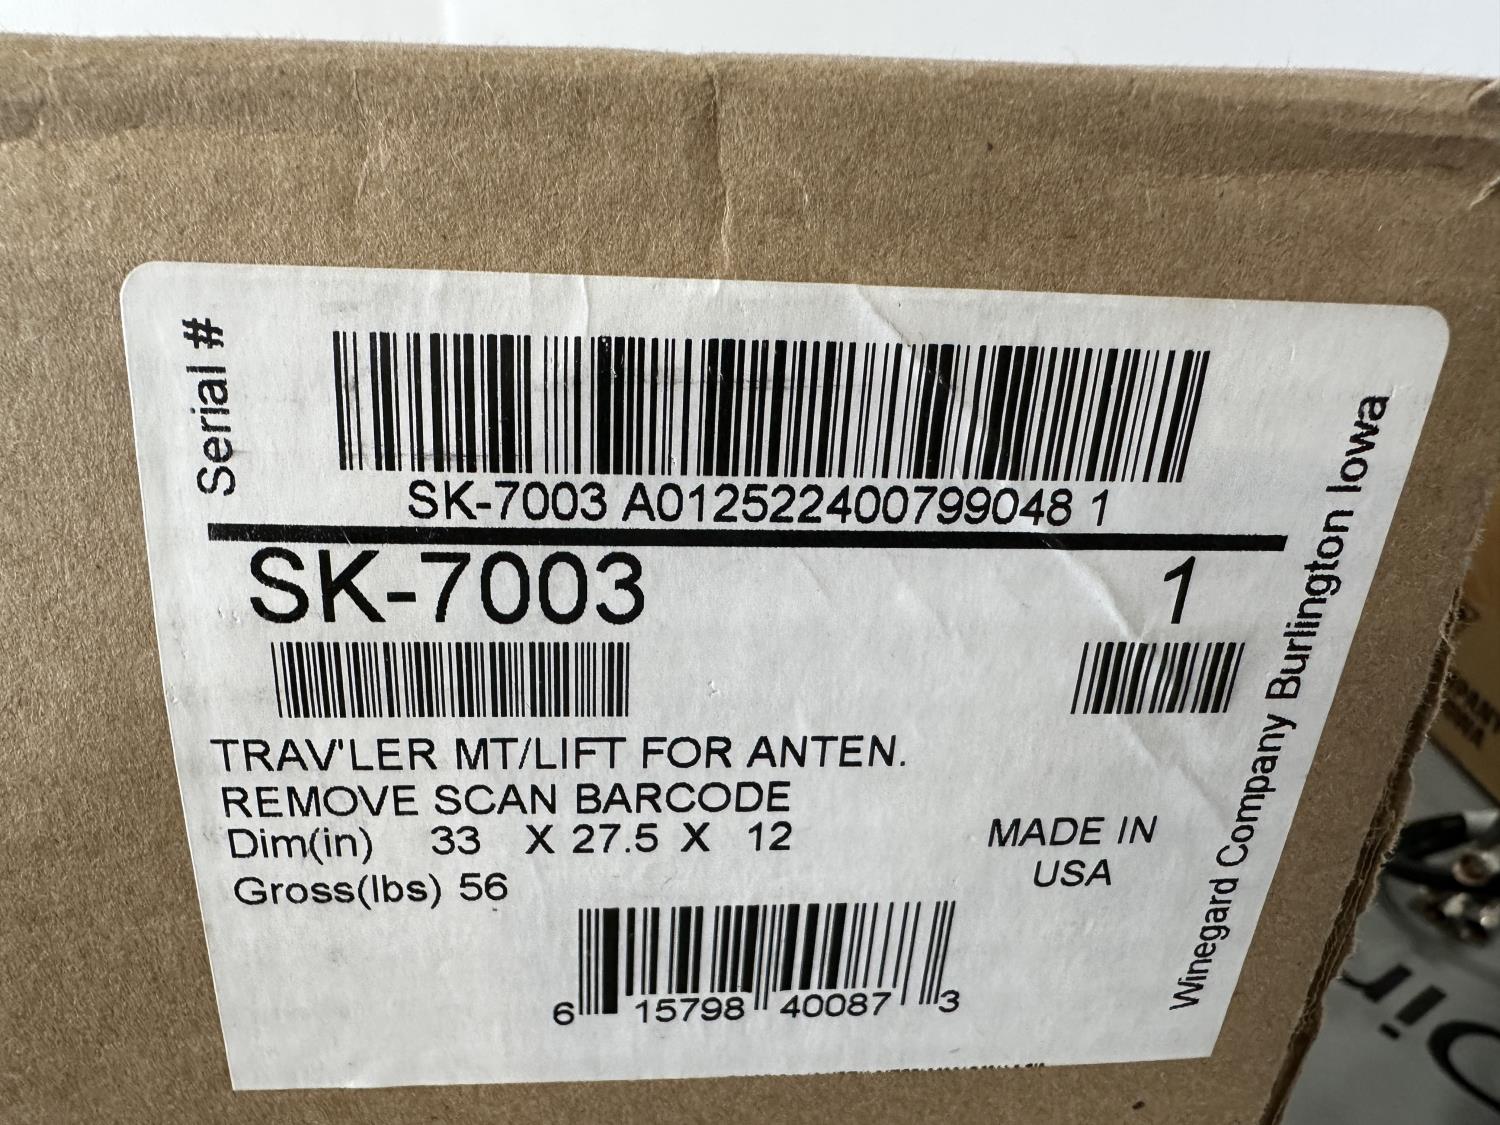 Serial #
SK-7003 A012522400799048 1
SK-7003
1
TRAV'LER MT/LIFT FOR ANTEN.
REMOVE SCAN BARCODE
Dim(in) 33 X 27.5 X 12
Gross(lbs) 56
MADE IN
USA
6 15798 40087 3
Winegard Company Burlington Iowa